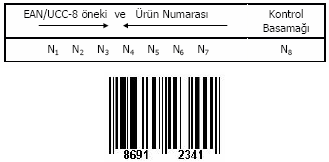 EAN/UCC-8 öneki ve Ürün Numarası
Kontrol
Basamağı
N1 N2 N3 N4 N5 N6 N7 N8
8691 2341